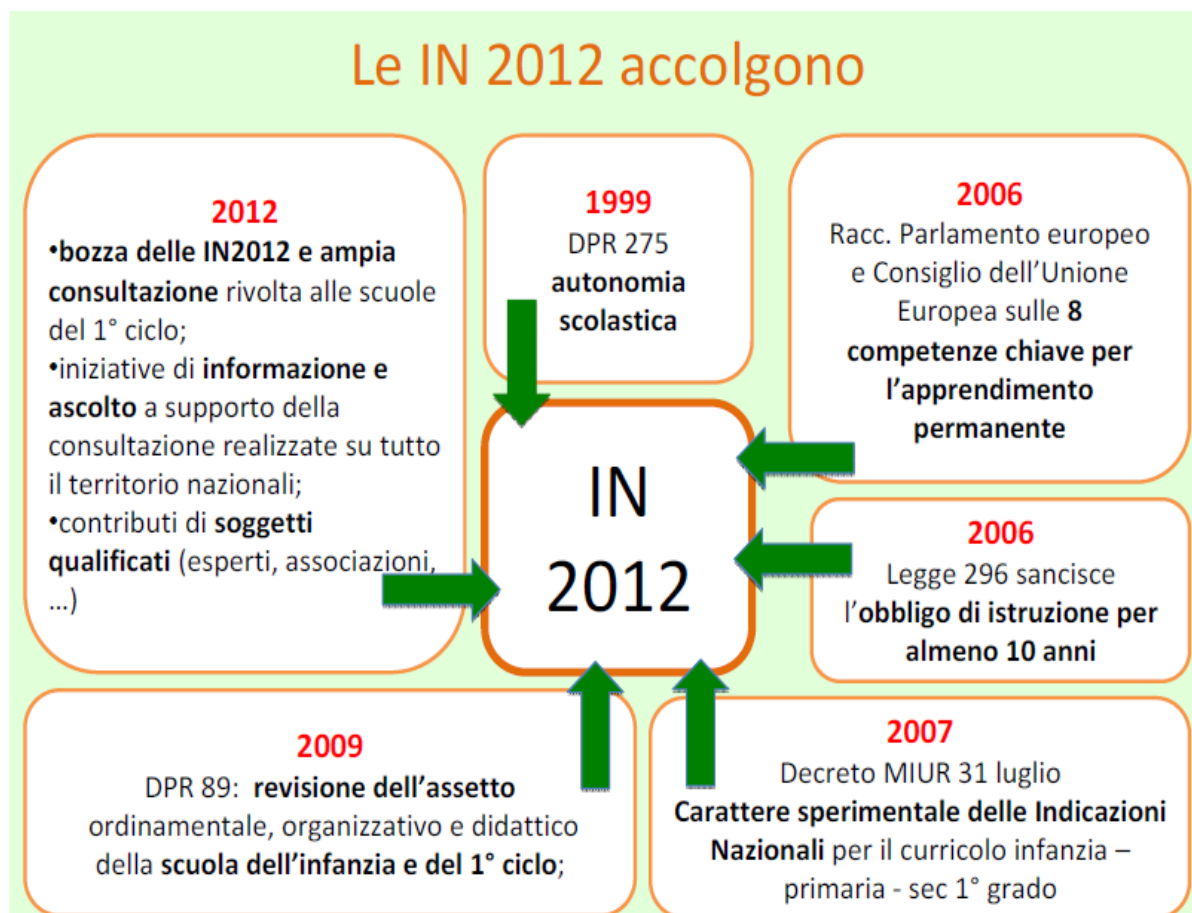 Le IN 2012 accolgono
2012
•bozza delle IN2012 e ampia
consultazione rivolta alle scuole
del 1° ciclo;
•iniziative di informazione e
ascolto a supporto della
consultazione realizzate su tutto
il territorio nazionali;
•contributi di soggetti
qualificati (esperti, associazioni,
...)
1999
DPR 275
autonomia
scolastica
2006
Racc. Parlamento europeo
e Consiglio dell’Unione
Europea sulle 8
competenze chiave per
l’apprendimento
permanente
IN
2012
2006
Legge 296 sancisce
l’obbligo di istruzione per
almeno 10 anni
2009
DPR 89: revisione dell’assetto
ordinamentale, organizzativo e didattico
della scuola dell’infanzia e del 1° ciclo;
2007
Decreto MIUR 31 luglio
Carattere sperimentale delle Indicazioni
Nazionali per il curricolo infanzia –
primaria - sec 1° grado